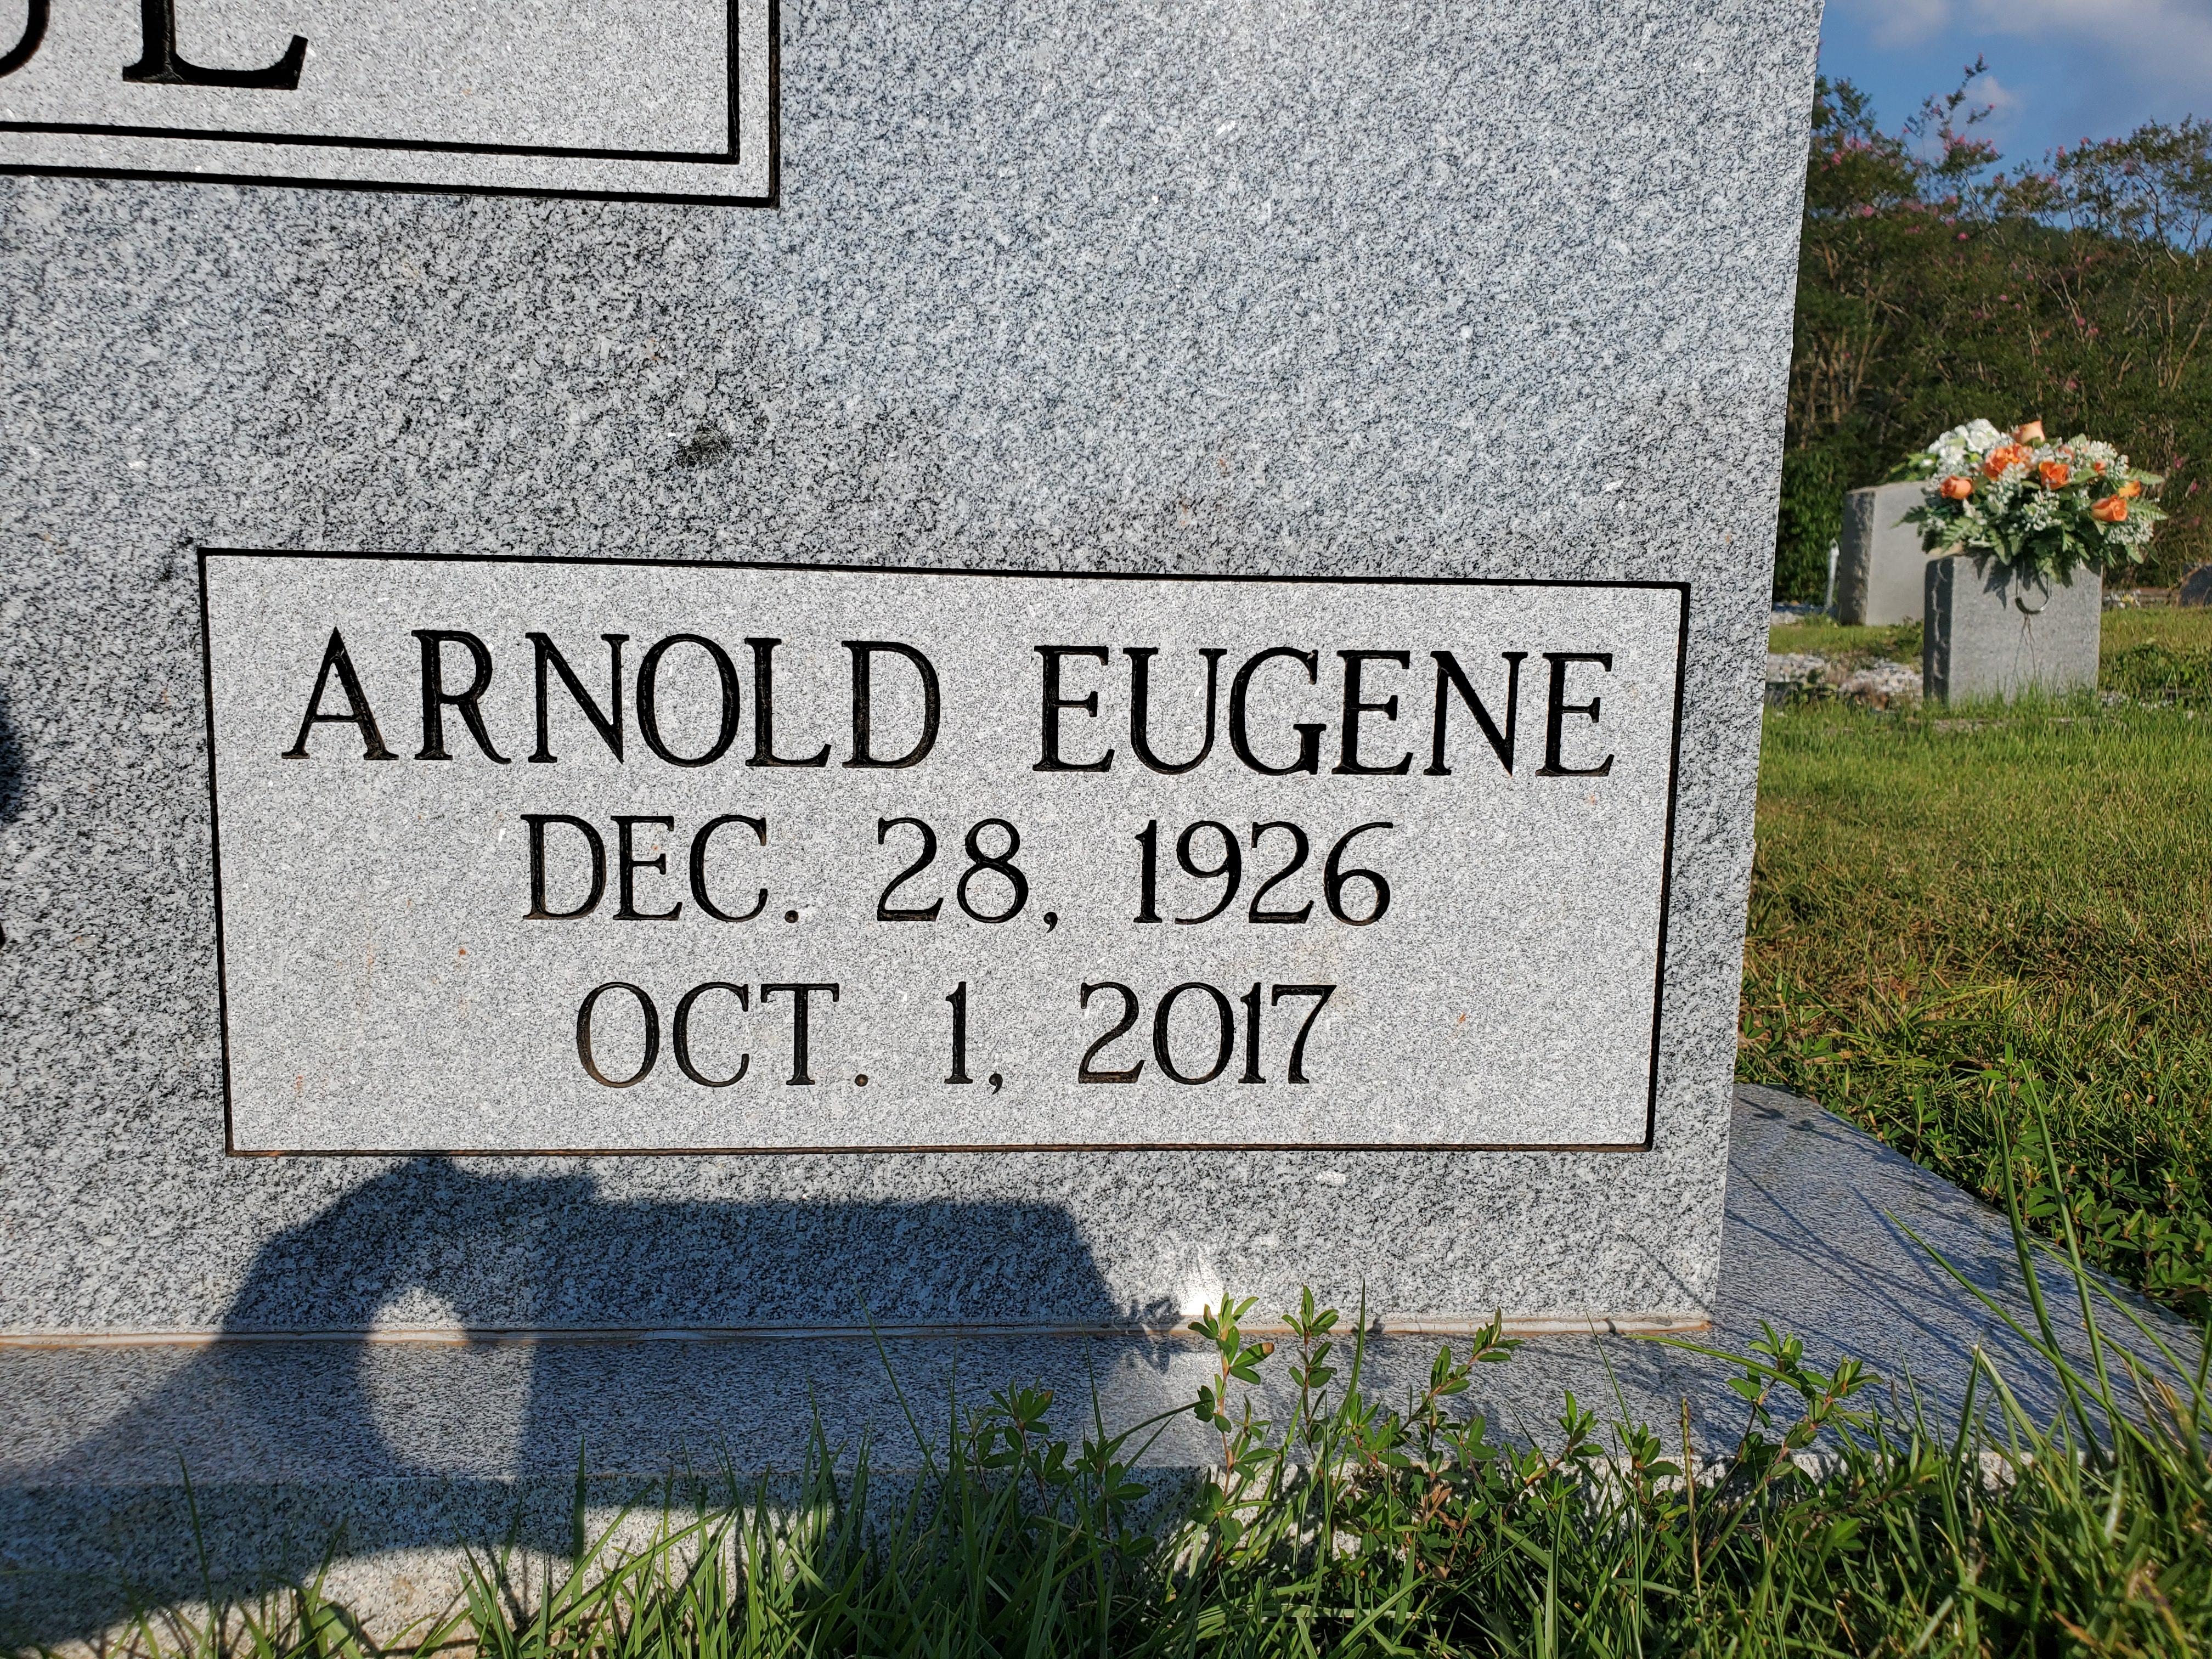 ARNOLD EUGENE
DEC. 28, 1926
OCT. 1, 2017